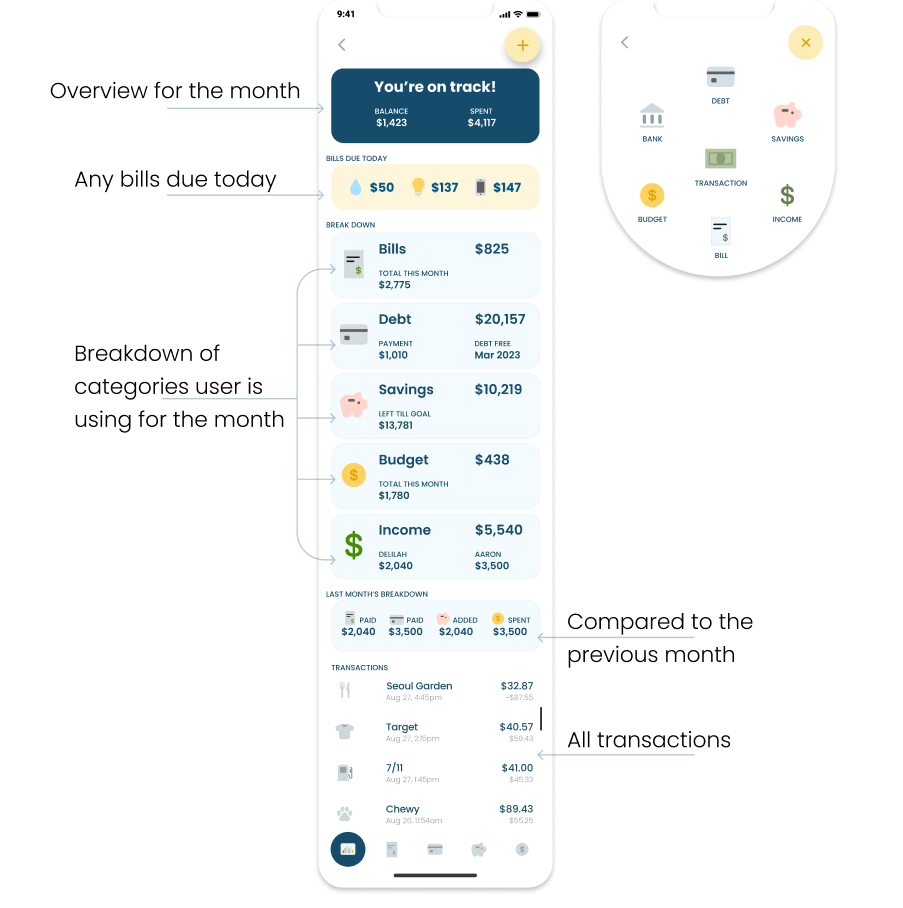 9:41
Overview for the month
You're on track!
BALANCE
SPENT
$1,423
$4,117
Any bills due today
BILLS DUE TODAY
$50
$137
$147
BREAK DOWN
Breakdown of
categories user is
using for the month
Bills
$825
TOTAL THIS MONTH
$2,775
Debt
$20,157
PAYMENT
DEBT FREE
$1,010
Mar 2023
Savings
$10,219
LEFT TILL GOAL
$13,781
Budget
$438
TOTAL THIS MONTH
$1,780
Income
$5,540
DELILAH
AARON
$2,040
$3,500
LAST MONTH'S BREAKDOWN
PAID
PAID
ADDED
SPENT
$2,040
$3,500
$2,040
$3,500
Compared to the
previous month
TRANSACTIONS
Seoul Garden
$32.87
Aug 27, 4:45pm
-$87.55
Target
$40.57
Aug 27, 2:15pm
$59.43
All transactions
7/11
$41.00
Aug 27, 1:45pm
$45.33
Chewy
$89.43
Aug 26, 11:54am
$55.25
DEBT
BANK
SAVINGS
TRANSACTION
BUDGET
INCOME
BILL